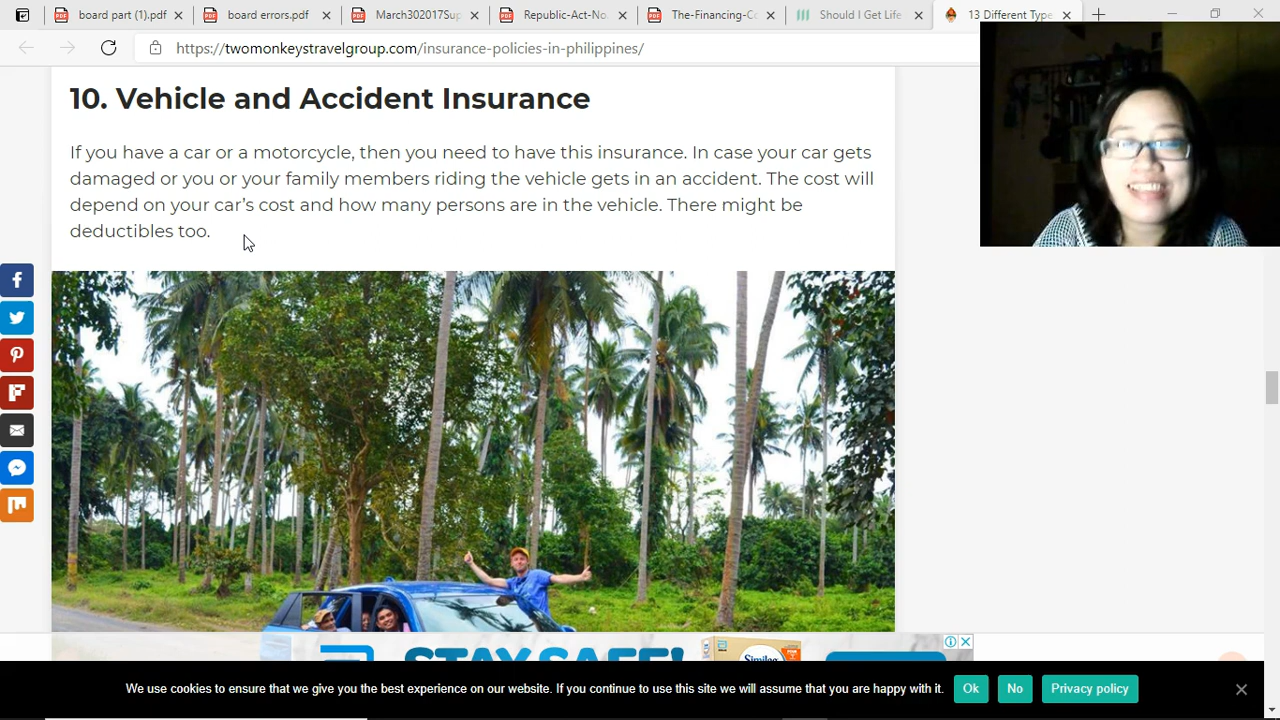 board part (1).pdf
board errors.pdf
March302017Sup
Republic-Act-No.
The-Financing-Co
Should I Get Life
13 Different Type
https://twomonkeystravelgroup.com/insurance-policies-in-philippines/
10. Vehicle and Accident Insurance
If you have a car or a motorcycle, then you need to have this insurance. In case your car gets
damaged or you or your family members riding the vehicle gets in an accident. The cost will
depend on your car's cost and how many persons are in the vehicle. There might be
deductibles too.
STAY SAFE!
Similac
We use cookies to ensure that we give you the best experience on our website. If you continue to use this site we will assume that you are happy with it.
Ok
No
Privacy policy